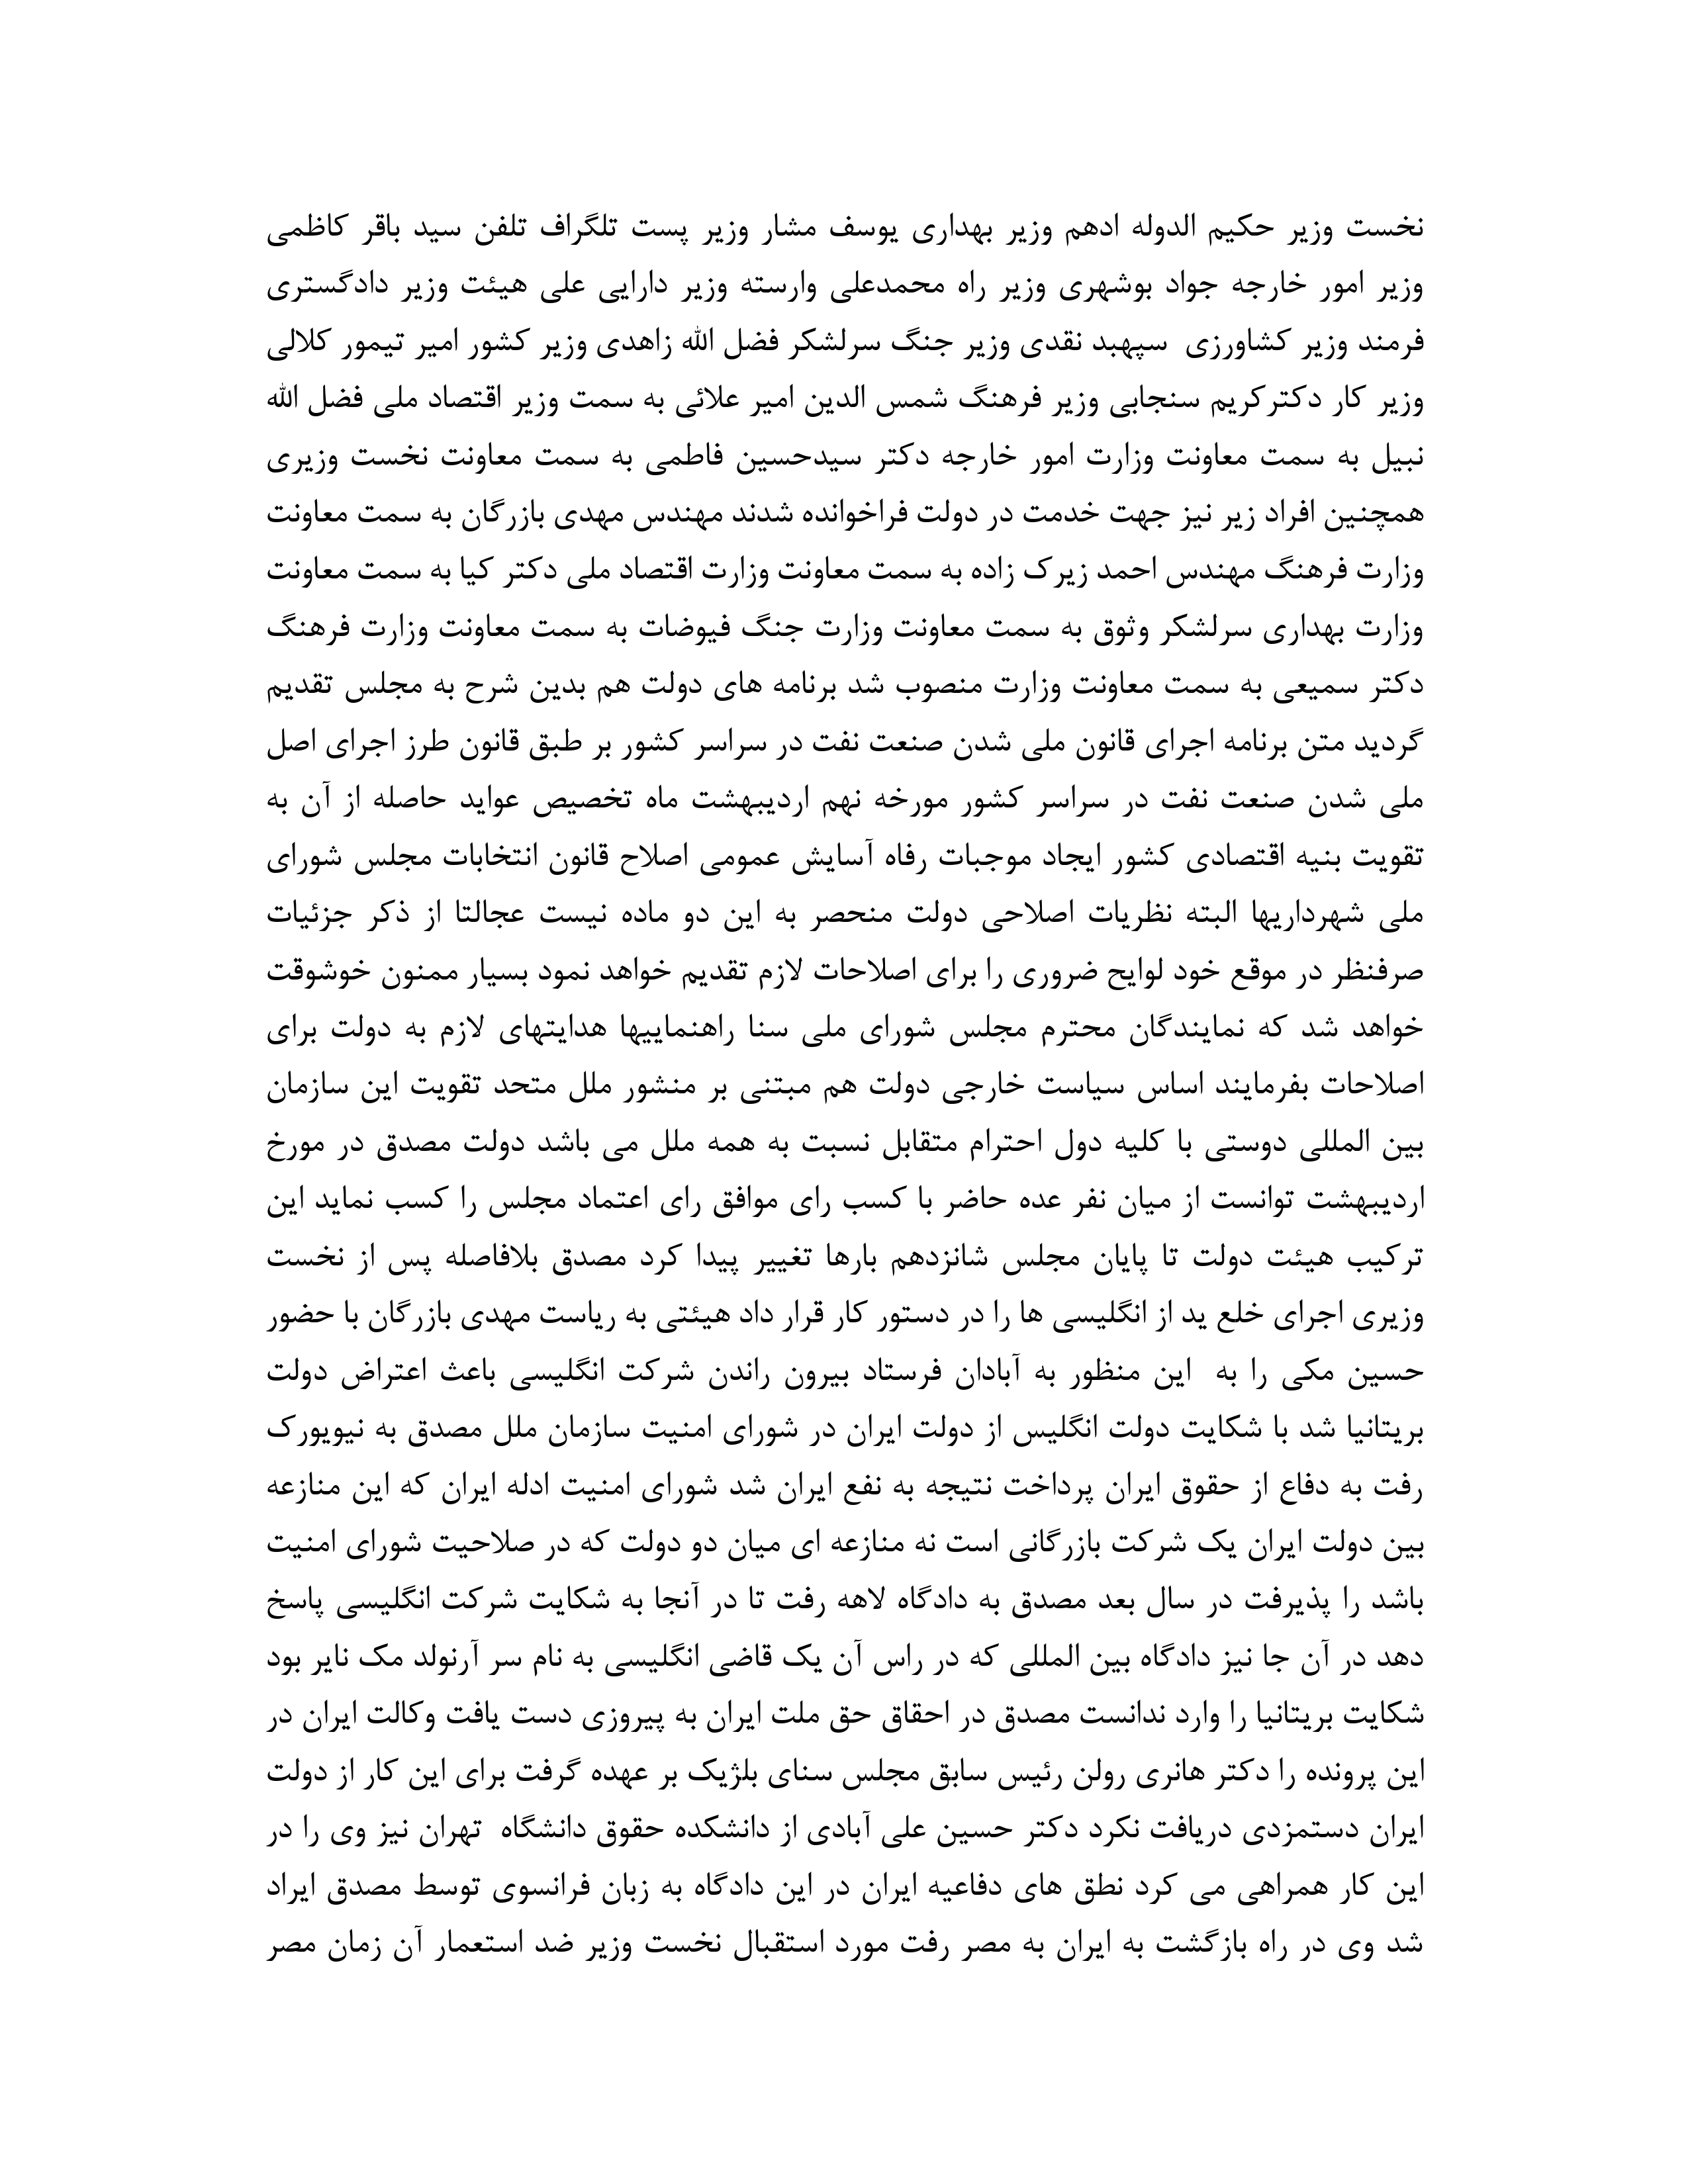 نخست وزیر حکیم الدوله ادهم وزیر بهداری یوسف مشار وزیر پست تلگراف تلفن سید باقر کاظمی
وزیر امور خارجه جواد بوشهری وزیر راه محمدعلی وارسته وزیر دارایی علی هیئت وزیر دادگستری
فرمند وزیر کشاورزی سپهبد نقدی وزیر جنگ سرلشکر فضل الله زاهدی وزیر کشور امیر تیمور کلالی
وزیر کار دکترکریم سنجابی وزیر فرهنگ شمس الدین امیر علائی به سمت وزیر اقتصاد ملی فضل الله
نبیل به سمت معاونت وزارت امور خارجه دکتر سیدحسین فاطمی به سمت معاونت نخست وزیری
همچنین افراد زیر نیز جهت خدمت در دولت فراخوانده شدند مهندس مهدی بازرگان به سمت معاونت
وزارت فرهنگ مهندس احمد زیرک زاده به سمت معاونت وزارت اقتصاد ملی دکتر کیا به سمت معاونت
وزارت بهداری سرلشکر وثوق به سمت معاونت وزارت جنگ فیوضات به سمت معاونت وزارت فرهنگ
دکتر سمیعی به سمت معاونت وزارت منصوب شد برنامه های دولت هم بدین شرح به مجلس تقدیم
گردید متن برنامه اجرای قانون ملی شدن صنعت نفت در سراسر کشور بر طبق قانون طرز اجرای اصل
ملی شدن صنعت نفت در سراسر کشور مورخه نهم اردیبهشت ماه تخصیص عواید حاصله از آن به
تقویت بنیه اقتصادی کشور ایجاد موجبات رفاه آسایش عمومی اصلاح قانون انتخابات مجلس شورای
ملی شهرداریها البته نظریات اصلاحی دولت منحصر به این دو ماده نیست عجالتا از ذکر جزئیات
صرفنظر در موقع خود لوایح ضروری را برای اصلاحات لازم تقدیم خواهد نمود بسیار ممنون خوشوقت
خواهد شد که نمایندگان محترم مجلس شورای ملی سنا راهنماییها هدایتهای لازم به دولت برای
اصلاحات بفرمایند اساس سیاست خارجی دولت هم مبتنی بر منشور ملل متحد تقویت این سازمان
بین المللی دوستی با کلیه دول احترام متقابل نسبت به همه ملل می باشد دولت مصدق در مورخ
اردیبهشت توانست از میان نفر عده حاضر با کسب رای موافق رای اعتماد مجلس را کسب نماید این
ترکیب هیئت دولت تا پایان مجلس شانزدهم بارها تغییر پیدا کرد مصدق بلافاصله پس از نخست
وزیری اجرای خلع ید از انگلیسی ها را در دستور کار قرار داد هیئتی به ریاست مهدی بازرگان با حضور
حسین مکی را به این منظور به آبادان فرستاد بیرون راندن شرکت انگلیسی باعث اعتراض دولت
بریتانیا شد با شکایت دولت انگلیس از دولت ایران در شورای امنیت سازمان ملل مصدق به نیویورک
رفت به دفاع از حقوق ایران پرداخت نتیجه به نفع ایران شد شورای امنیت ادله ایران که این منازعه
بین دولت ایران یک شرکت بازرگانی است نه منازعه ای میان دو دولت که در صلاحیت شورای امنیت
باشد را پذیرفت در سال بعد مصدق به دادگاه لاهه رفت تا در آنجا به شکایت شرکت انگلیسی پاسخ
دهد در آن جا نیز دادگاه بین المللی که در راس آن یک قاضی انگلیسی به نام سر آرنولد مک نایر بود
شکایت بریتانیا را وارد ندانست مصدق در احقاق حق ملت ایران به پیروزی دست یافت وکالت ایران در
این پرونده را دکتر هانری رولن رئیس سابق مجلس سنای بلژیک بر عهده گرفت برای این کار از دولت
ایران دستمزدی دریافت نکرد دکتر حسین علی آبادی از دانشکده حقوق دانشگاه تهران نیز وی را در
این کار همراهی می کرد نطق های دفاعیه ایران در این دادگاه به زبان فرانسوی توسط مصدق ایراد
شد وی در راه بازگشت به ایران به مصر رفت مورد استقبال نخست وزیر ضد استعمار آن زمان مصر